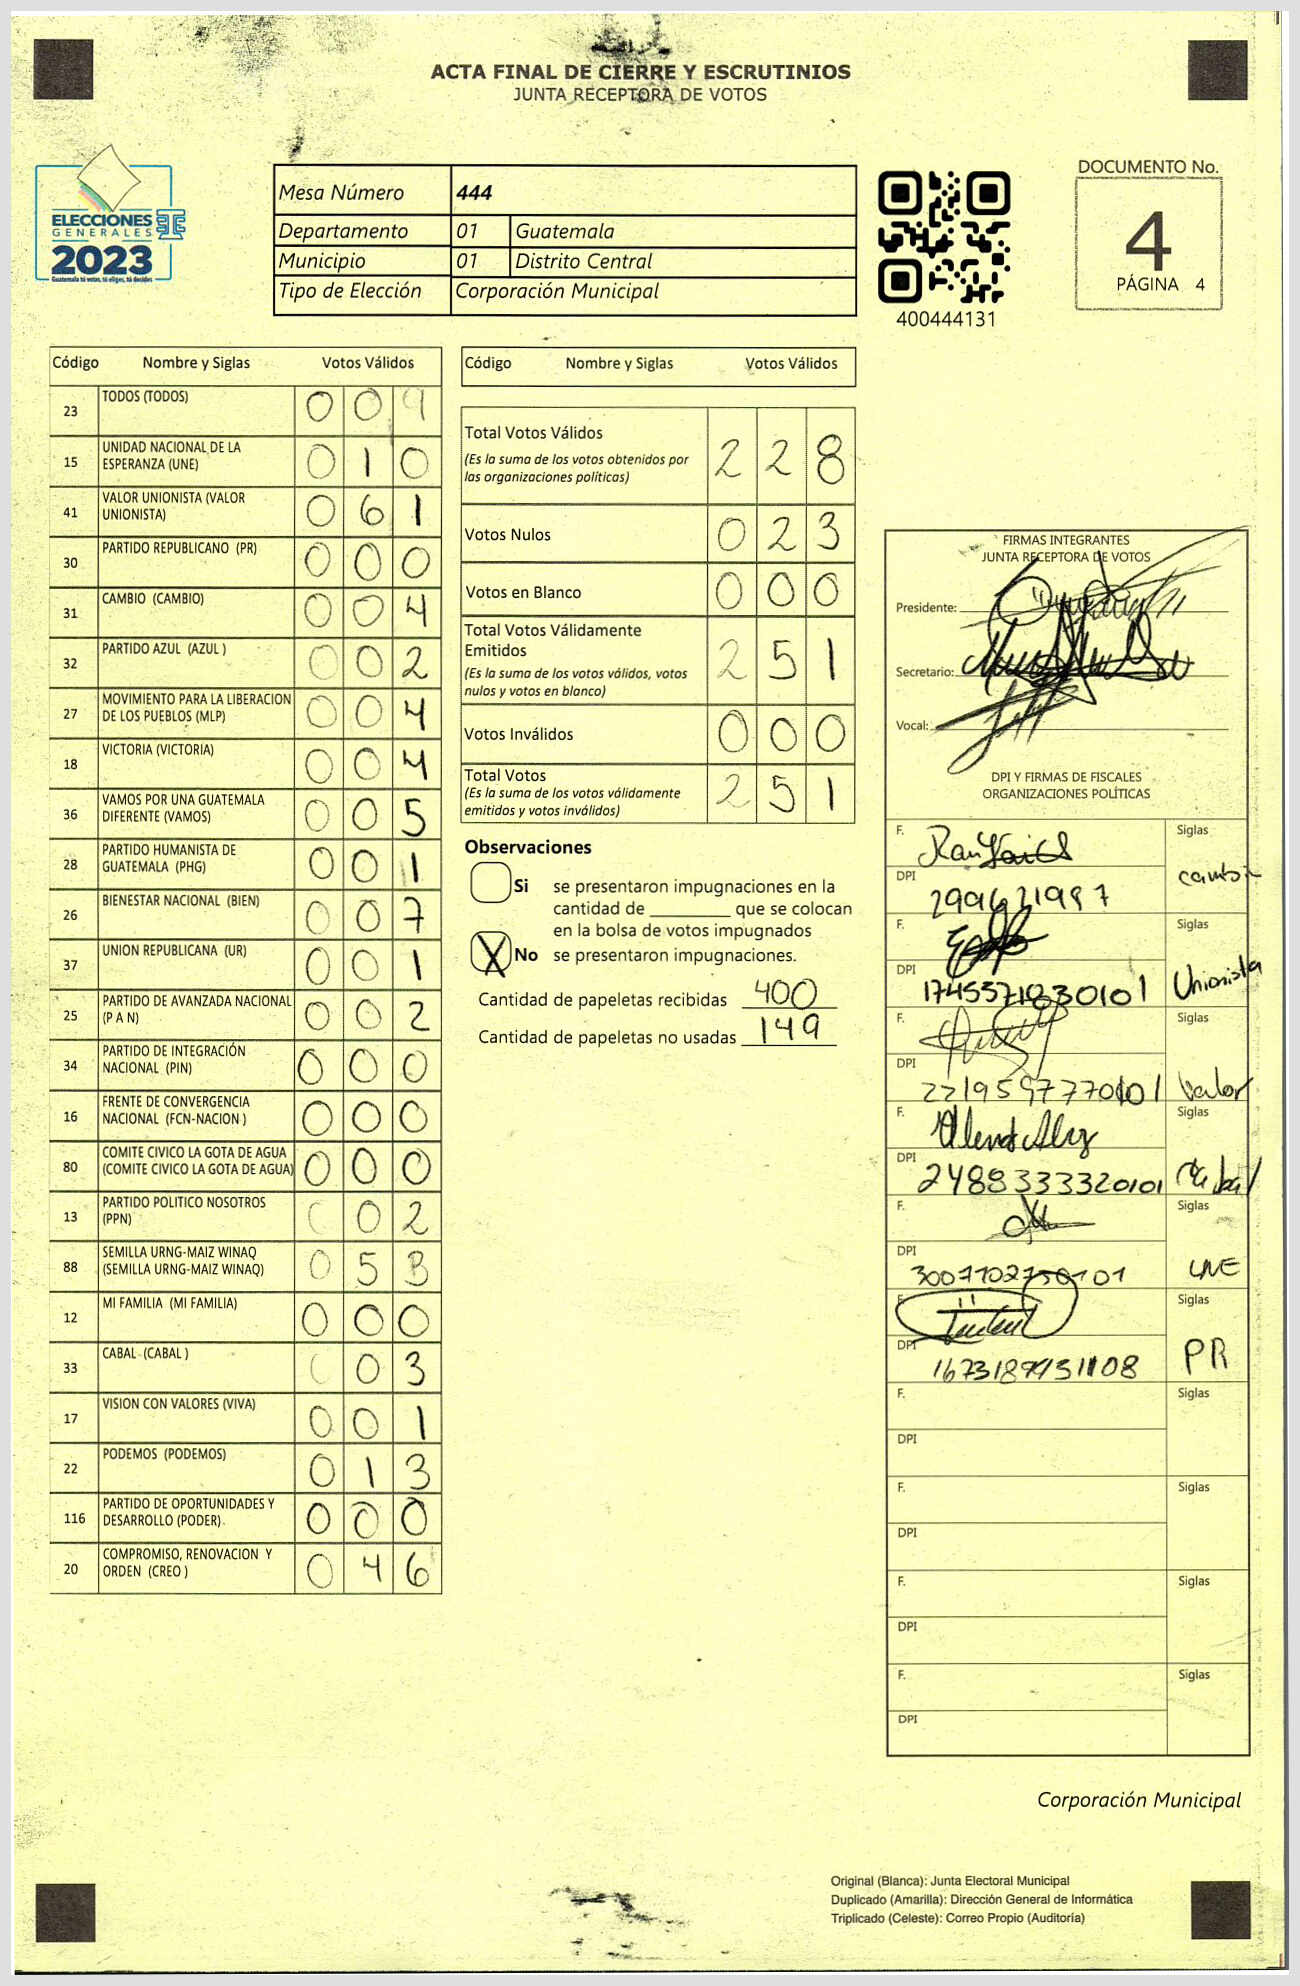 ACTA FINAL DE CIERRE Y ESCRUTINIOS
JUNTA RECEPTORA DE VOTOS
ELECCIONES
GENERALES
2023
Guatemala tú votas, tú eliges, tú decides
Mesa Número 444
Departamento 01 Guatemala
Municipio 01 Distrito Central
Tipo de Elección Corporación Municipal
400444131
DOCUMENTO No.
4
PÁGINA 4
Código Nombre y Siglas Votos Válidos
23 TODOS (TODOS) 0 0 9
15 UNIDAD NACIONAL DE LA ESPERANZA (UNE) 0 1 0
41 VALOR UNIONISTA (VALOR UNIONISTA) 0 6 1
30 PARTIDO REPUBLICANO (PR) 0 0 0
31 CAMBIO (CAMBIO) 0 0 4
32 PARTIDO AZUL (AZUL ) 0 0 2
27 MOVIMIENTO PARA LA LIBERACION DE LOS PUEBLOS (MLP) 0 0 4
18 VICTORIA (VICTORIA) 0 0 4
36 VAMOS POR UNA GUATEMALA DIFERENTE (VAMOS) 0 0 5
28 PARTIDO HUMANISTA DE GUATEMALA (PHG) 0 0 1
26 BIENESTAR NACIONAL (BIEN) 0 0 7
37 UNION REPUBLICANA (UR) 0 0 1
25 PARTIDO DE AVANZADA NACIONAL (P A N) 0 0 2
34 PARTIDO DE INTEGRACIÓN NACIONAL (PIN) 0 0 0
16 FRENTE DE CONVERGENCIA NACIONAL (FCN-NACION ) 0 0 0
80 COMITE CIVICO LA GOTA DE AGUA (COMITE CIVICO LA GOTA DE AGUA) 0 0 0
13 PARTIDO POLITICO NOSOTROS (PPN) 0 0 2
88 SEMILLA URNG-MAIZ WINAQ (SEMILLA URNG-MAIZ WINAQ) 0 5 3
12 MI FAMILIA (MI FAMILIA) 0 0 0
33 CABAL (CABAL ) 0 0 3
17 VISION CON VALORES (VIVA) 0 0 1
22 PODEMOS (PODEMOS) 0 1 3
116 PARTIDO DE OPORTUNIDADES Y DESARROLLO (PODER) 0 0 0
20 COMPROMISO, RENOVACION Y ORDEN (CREO ) 0 4 6
Código Nombre y Siglas Votos Válidos
Total Votos Válidos 2 2 8
(Es la suma de los votos obtenidos por
las organizaciones políticas)
Votos Nulos 0 2 3
Votos en Blanco 0 0 0
Total Votos Válidamente
Emitidos 2 5 1
(Es la suma de los votos válidos, votos
nulos y votos en blanco)
Votos Inválidos 0 0 0
Total Votos 2 5 1
(Es la suma de los votos válidamente
emitidos y votos inválidos)
Observaciones
Si se presentaron impugnaciones en la
cantidad de _________ que se colocan
en la bolsa de votos impugnados
X No se presentaron impugnaciones.
Cantidad de papeletas recibidas 400
Cantidad de papeletas no usadas 149
FIRMAS INTEGRANTES
JUNTA RECEPTORA DE VOTOS
Presidente:
Secretario:
Vocal:
DPI Y FIRMAS DE FISCALES
ORGANIZACIONES POLÍTICAS
F. Siglas
DPI cambio
F. Siglas
DPI 1745371030101 Unionista
F. Siglas
DPI 2219597770101 Valor
F. Siglas
DPI 2488333320101
F. Siglas
DPI UNE
F. Siglas
DPI PR
F. Siglas
DPI
F. Siglas
DPI
F. Siglas
DPI
F. Siglas
DPI
Corporación Municipal
Original (Blanca): Junta Electoral Municipal
Duplicado (Amarilla): Dirección General de Informática
Triplicado (Celeste): Correo Propio (Auditoría)